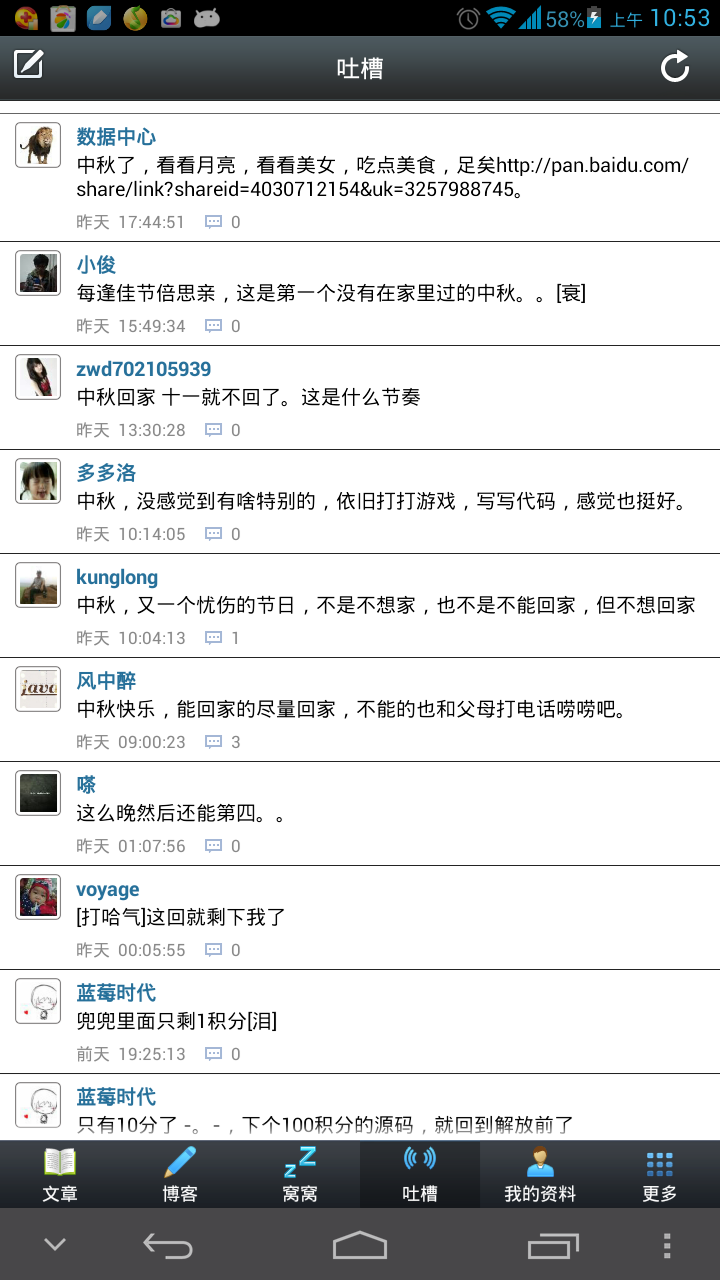 58% 上午 10:53
吐槽
数据中心
中秋了，看看月亮，看看美女，吃点美食，足矣http://pan.baidu.com/
share/link?shareid=4030712154&uk=3257988745。
昨天 17:44:51 0
小俊
每逢佳节倍思亲，这是第一个没有在家里过的中秋。。[衰]
昨天 15:49:34 0
zwd702105939
中秋回家 十一就不回了。这是什么节奏
昨天 13:30:28 0
多多洛
中秋，没感觉到有啥特别的，依旧打打游戏，写写代码，感觉也挺好。
昨天 10:14:05 0
kunglong
中秋，又一个忧伤的节日，不是不想家，也不是不能回家，但不想回家
昨天 10:04:13 1
java
风中醉
中秋快乐，能回家的尽量回家，不能的也和父母打电话唠唠吧。
昨天 09:00:23 3
嗏
这么晚然后还能第四。。
昨天 01:07:56 0
voyage
[打哈气]这回就剩下我了
昨天 00:05:55 0
蓝莓时代
兜兜里面只剩1积分[泪]
前天 19:25:13 0
蓝莓时代
只有10分了 -。-，下个100积分的源码，就回到解放前了
文章 博客 窝窝 吐槽 我的资料 更多